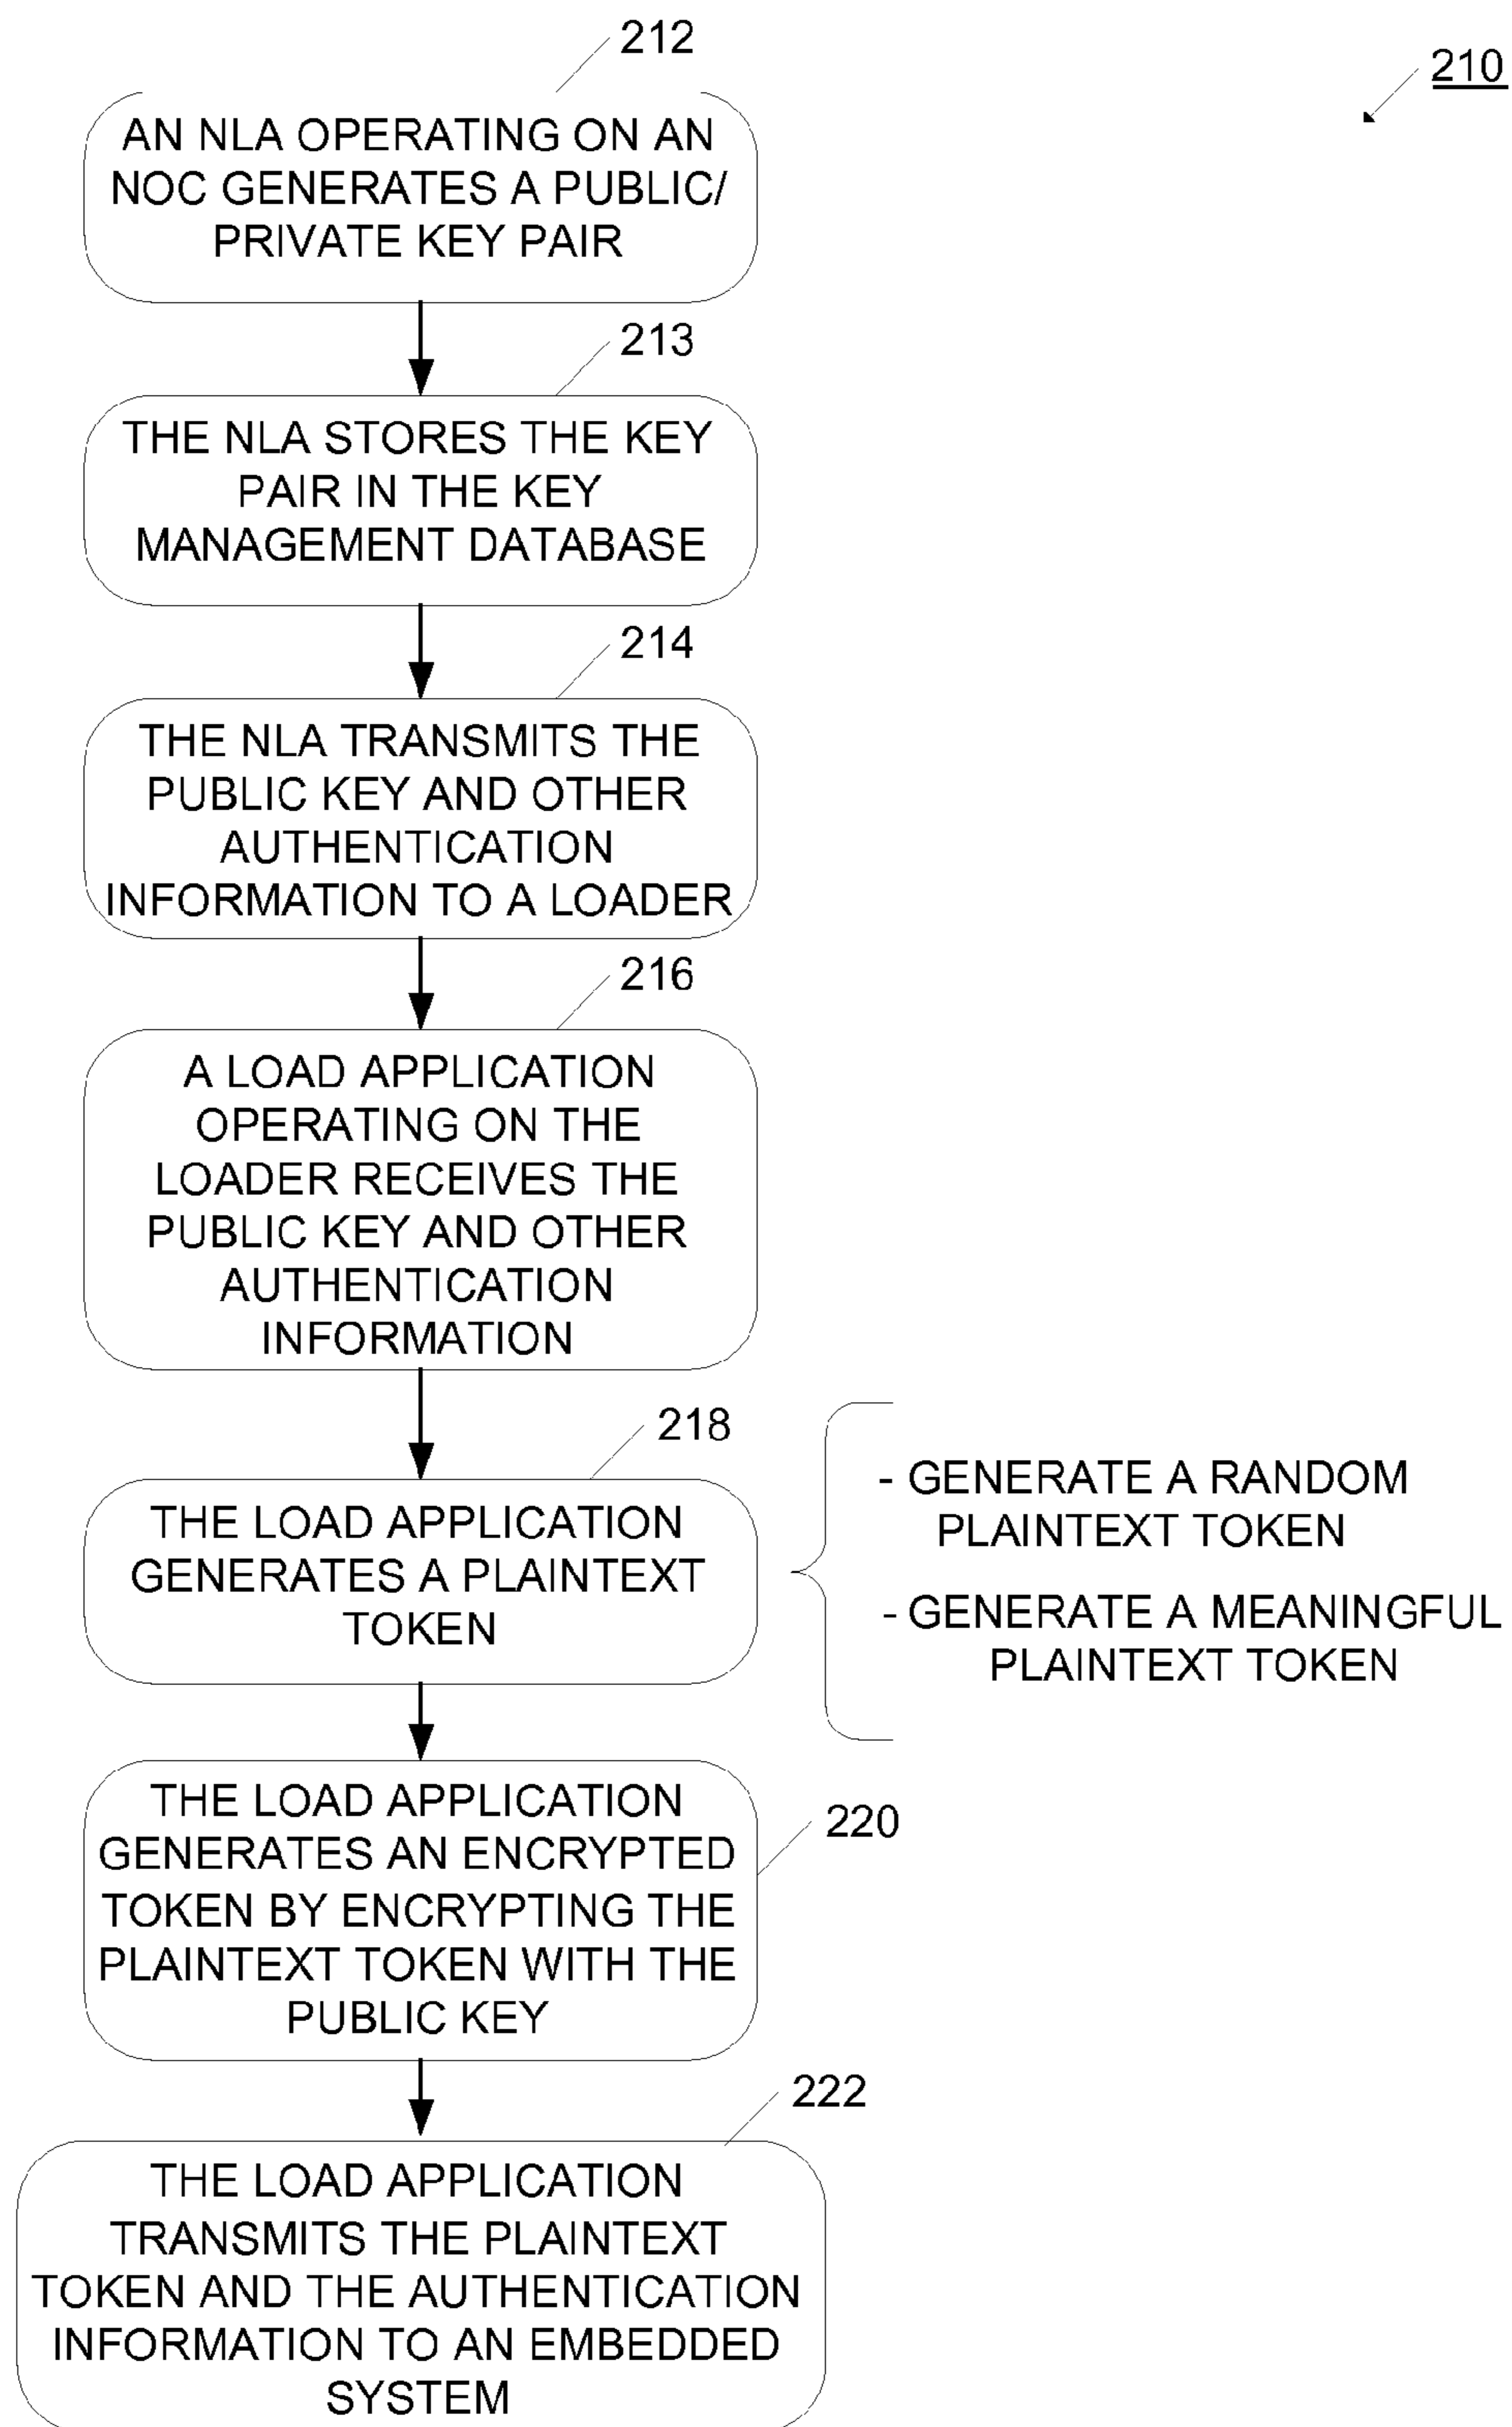 212
210
AN NLA OPERATING ON AN
NOC GENERATES A PUBLIC/
PRIVATE KEY PAIR
213
THE NLA STORES THE KEY
PAIR IN THE KEY
MANAGEMENT DATABASE
214
THE NLA TRANSMITS THE
PUBLIC KEY AND OTHER
AUTHENTICATION
INFORMATION TO A LOADER
216
A LOAD APPLICATION
OPERATING ON THE
LOADER RECEIVES THE
PUBLIC KEY AND OTHER
AUTHENTICATION
INFORMATION
218
THE LOAD APPLICATION
GENERATES A PLAINTEXT
TOKEN
- GENERATE A RANDOM
PLAINTEXT TOKEN
- GENERATE A MEANINGFUL
PLAINTEXT TOKEN
THE LOAD APPLICATION
GENERATES AN ENCRYPTED
TOKEN BY ENCRYPTING THE
PLAINTEXT TOKEN WITH THE
PUBLIC KEY
220
222
THE LOAD APPLICATION
TRANSMITS THE PLAINTEXT
TOKEN AND THE AUTHENTICATION
INFORMATION TO AN EMBEDDED
SYSTEM